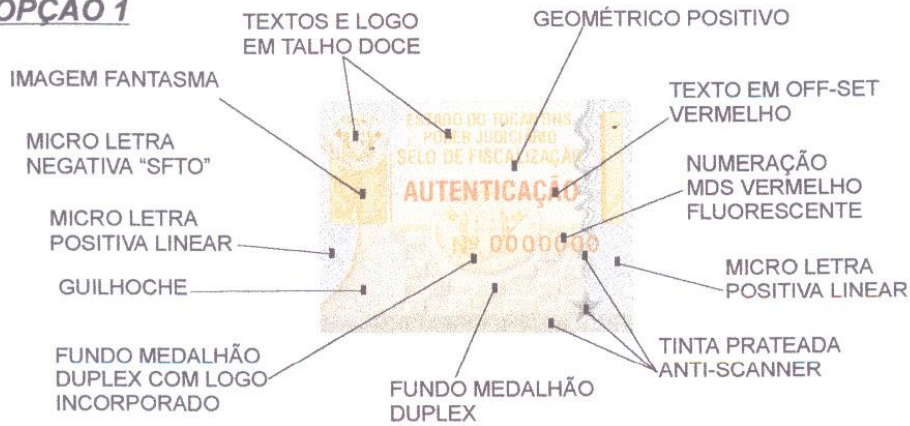 OPÇÃO 1
TEXTOS E LOGO
EM TALHO DOCE
GEOMÉTRICO POSITIVO
IMAGEM FANTASMA
TEXTO EM OFF-SET
VERMELHO
MICRO LETRA
NEGATIVA “SFTO”
NUMERAÇÃO
MDS VERMELHO
FLUORESCENTE
MICRO LETRA
POSITIVA LINEAR
MICRO LETRA
POSITIVA LINEAR
GUILHOCHE
TINTA PRATEADA
ANTI-SCANNER
FUNDO MEDALHÃO
DUPLEX COM LOGO
INCORPORADO
FUNDO MEDALHÃO
DUPLEX
ESTADO DO TOCANTINS
PODER JUDICIÁRIO
SELO DE FISCALIZAÇÃO
AUTENTICAÇÃO
Nº 0000000